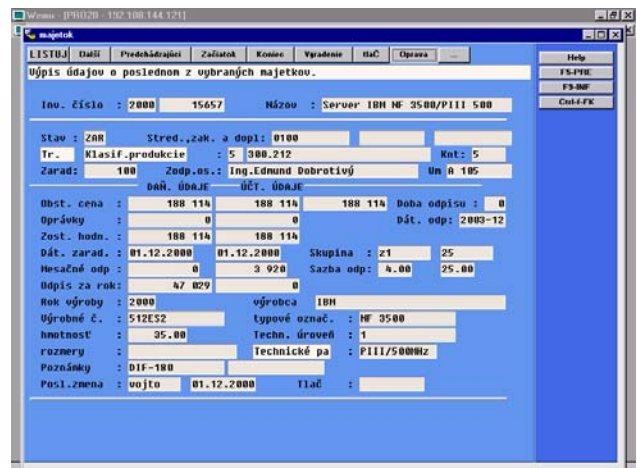 Wemu - [PRO20 - 192.108.144.121]
majetok
LISTUJ Ďalší Predchádzajúci Začiatok Koniec Vyradenie tlaČ Oprava ...
Výpis údajov o poslednom z vybraných majetkov.
Help
F5-PRE
F9-INF
Ctrl-f-FK
Inv. číslo : 2000 15657 Názov : Server IBM NF 3500/PIII 500
Stav : ZAR Stred.,zak. a dopl: 0100
Tr. Klasif.produkcie : 5 300.212 Knt: 5
Zarad: 100 Zodp.os.: Ing.Edmund Dobrotivý Um A 105
DAŇ. ÚDAJE ÚČT. ÚDAJE
Obst. cena : 188 114 188 114 188 114 Doba odpisu : 0
Oprávky : 0 0 Dát. odp: 2003-12
Zost. hodn. : 188 114 188 114
Dát. zarad. : 01.12.2000 01.12.2000 Skupina : z1 25
Mesačné odp : 0 3 920 Sazba odp: 4.00 25.00
Odpis za rok: 47 029 0
Rok výroby : 2000 výrobca IBM
Výrobné č. : 512ES2 typové označ. : NF 3500
hmotnosť : 35.00 Techn. úroveň : 1
rozmery : Technické pa : PIII/500MHz
Poznánky : DIF-180
Posl.zmena : vojto 01.12.2000 Tlač :